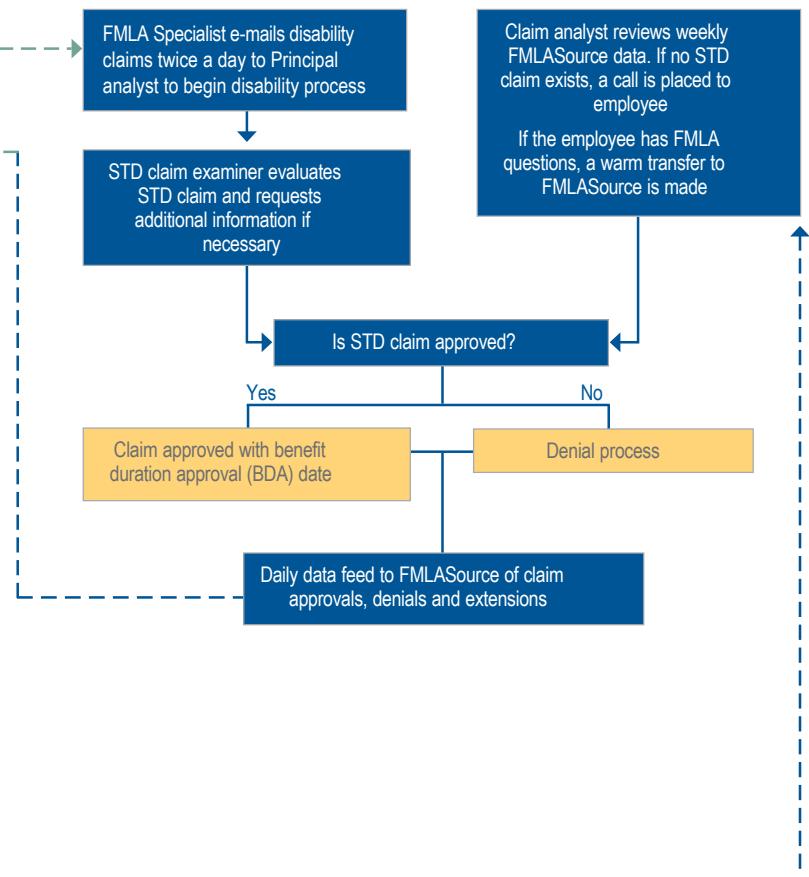 FMLA Specialist e-mails disability
claims twice a day to Principal
analyst to begin disability process
Claim analyst reviews weekly
FMLASource data. If no STD
claim exists, a call is placed to
employee
If the employee has FMLA
questions, a warm transfer to
FMLASource is made
STD claim examiner evaluates
STD claim and requests
additional information if
necessary
Is STD claim approved?
Yes
No
Claim approved with benefit
duration approval (BDA) date
Denial process
Daily data feed to FMLASource of claim
approvals, denials and extensions